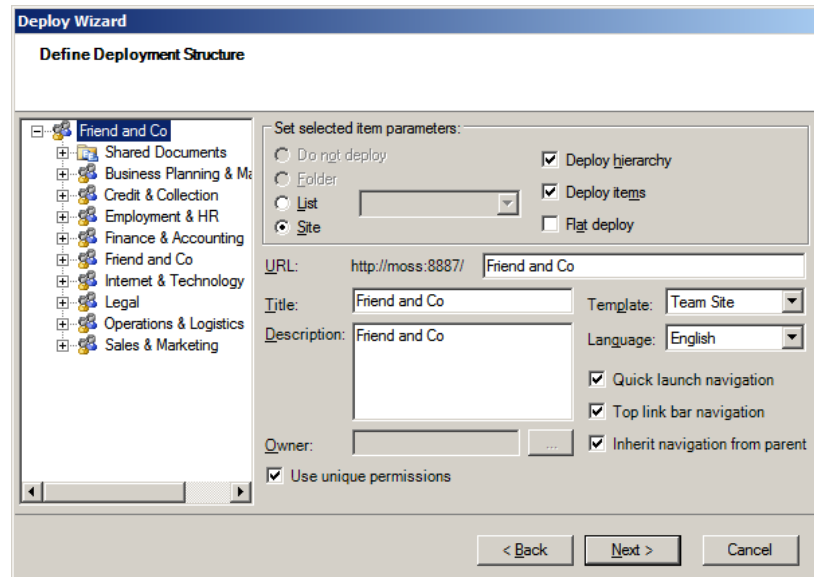 Deploy Wizard
Define Deployment Structure
Friend and Co
Shared Documents
Business Planning & Ma
Credit & Collection
Employment & HR
Finance & Accounting
Friend and Co
Internet & Technology
Legal
Operations & Logistics
Sales & Marketing
Set selected item parameters:
Do not deploy
Folder
List
Site
Deploy hierarchy
Deploy items
Flat deploy
URL: http://moss:8887/ Friend and Co
Title: Friend and Co
Template: Team Site
Description: Friend and Co
Language: English
Quick launch navigation
Top link bar navigation
Owner: ...
Inherit navigation from parent
Use unique permissions
< Back Next > Cancel